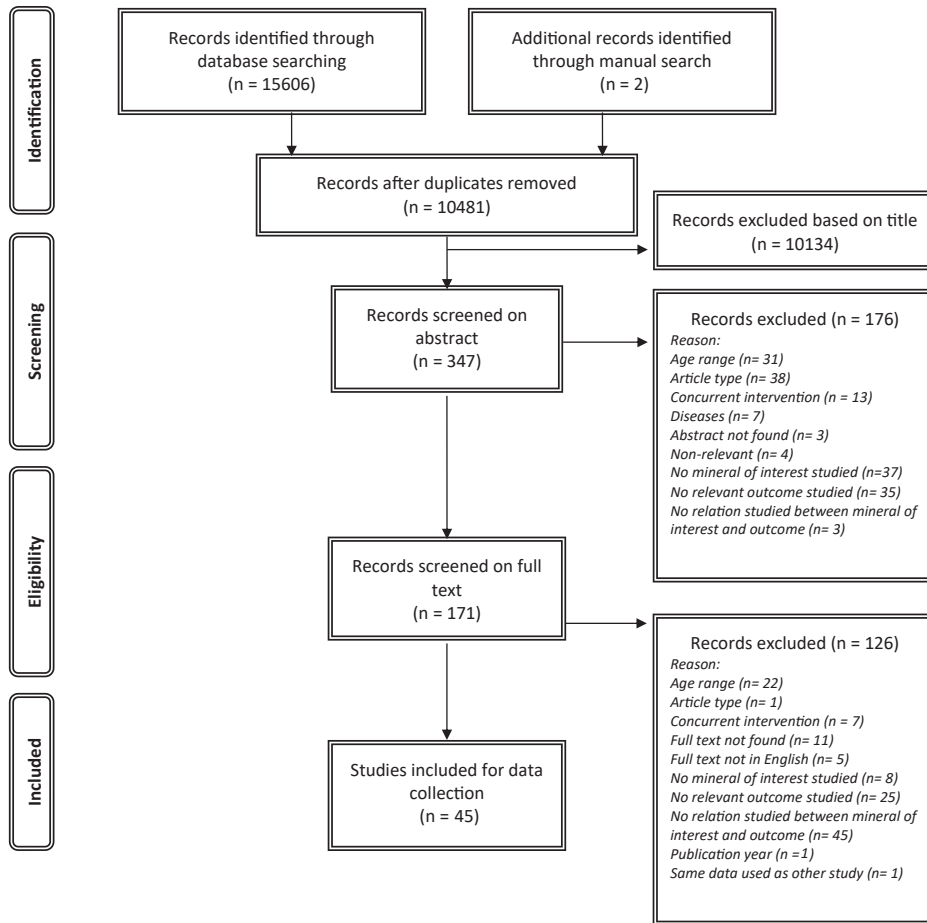 Identification
Records identified through
database searching
(n = 15606)
Additional records identified
through manual search
(n = 2)
Records after duplicates removed
(n = 10481)
Records excluded based on title
(n = 10134)
Screening
Records screened on
abstract
(n = 347)
Records excluded (n = 176)
Reason:
Age range (n= 31)
Article type (n= 38)
Concurrent intervention (n = 13)
Diseases (n= 7)
Abstract not found (n= 3)
Non-relevant (n= 4)
No mineral of interest studied (n=37)
No relevant outcome studied (n= 35)
No relation studied between mineral of
interest and outcome (n= 3)
Eligibility
Records screened on full
text
(n = 171)
Records excluded (n = 126)
Reason:
Age range (n= 22)
Article type (n= 1)
Concurrent intervention (n = 7)
Full text not found (n= 11)
Full text not in English (n= 5)
No mineral of interest studied (n= 8)
No relevant outcome studied (n= 25)
No relation studied between mineral of
interest and outcome (n= 45)
Publication year (n =1)
Same data used as other study (n= 1)
Included
Studies included for data
collection
(n = 45)